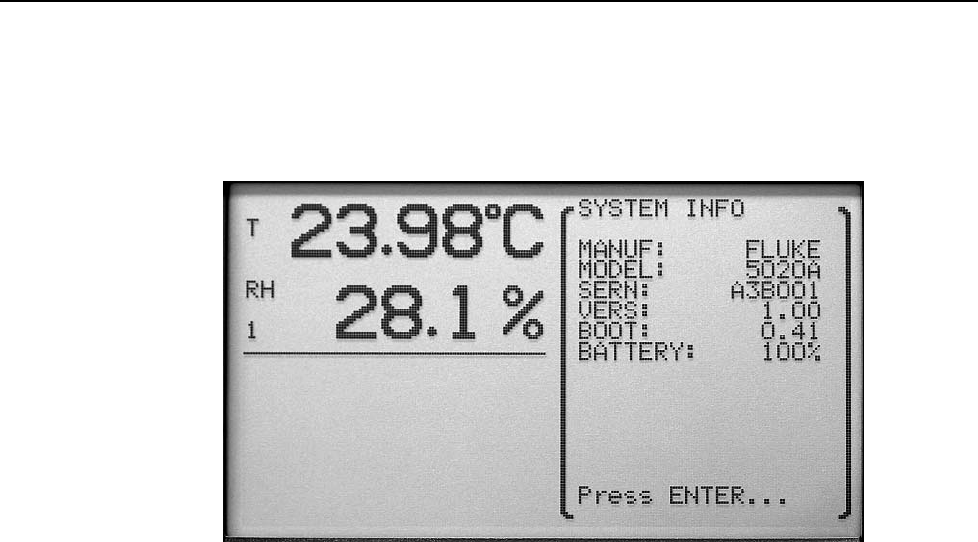 T 23.98°C
RH 28.1 %
1
SYSTEM INFO
MANUF: FLUKE
MODEL: 5020A
SERN: A3B001
VERS: 1.00
BOOT: 0.41
BATTERY: 100%
Press ENTER...